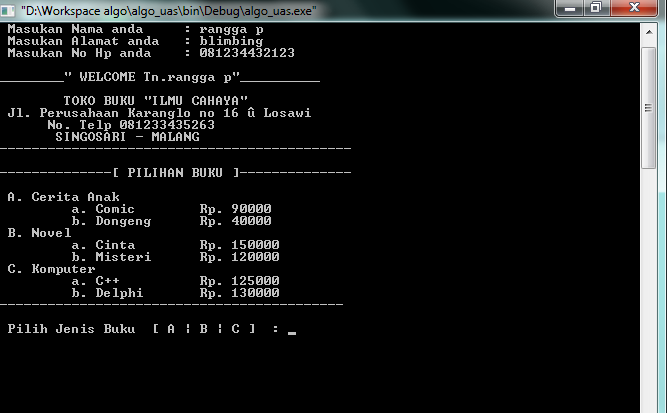 "D:\Workspace algo\algo_uas\bin\Debug\algo_uas.exe"
Masukan Nama anda : rangga p
Masukan Alamat anda : blimbing
Masukan No Hp anda : 081234432123
________" WELCOME Tn.rangga p"__________
TOKO BUKU "ILMU CAHAYA"
Jl. Perusahaan Karanglo no 16 û Losawi
No. Telp 081233435263
SINGOSARI - MALANG
--------------------------------------------
--------------[ PILIHAN BUKU ]--------------
A. Cerita Anak
a. Comic Rp. 90000
b. Dongeng Rp. 40000
B. Novel
a. Cinta Rp. 150000
b. Misteri Rp. 120000
C. Komputer
a. C++ Rp. 125000
b. Delphi Rp. 130000
-------------------------------------------
Pilih Jenis Buku [ A ¦ B ¦ C ] : _